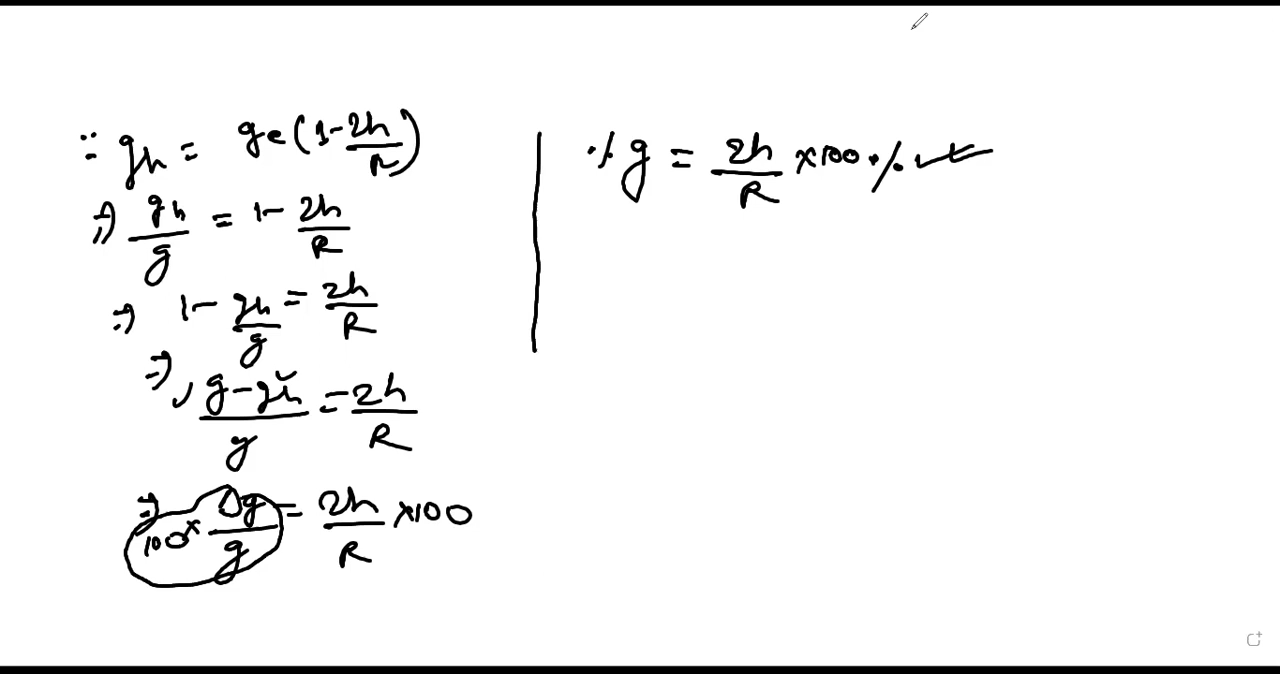 ∵ gh = ge(1-2h/R)
⇒ gh/g = 1-2h/R
⇒ 1-gh/g = 2h/R
⇒ g-gh/g = 2h/R
⇒ 100× Δg/g = 2h/R ×100
% g = 2h/R ×100 %